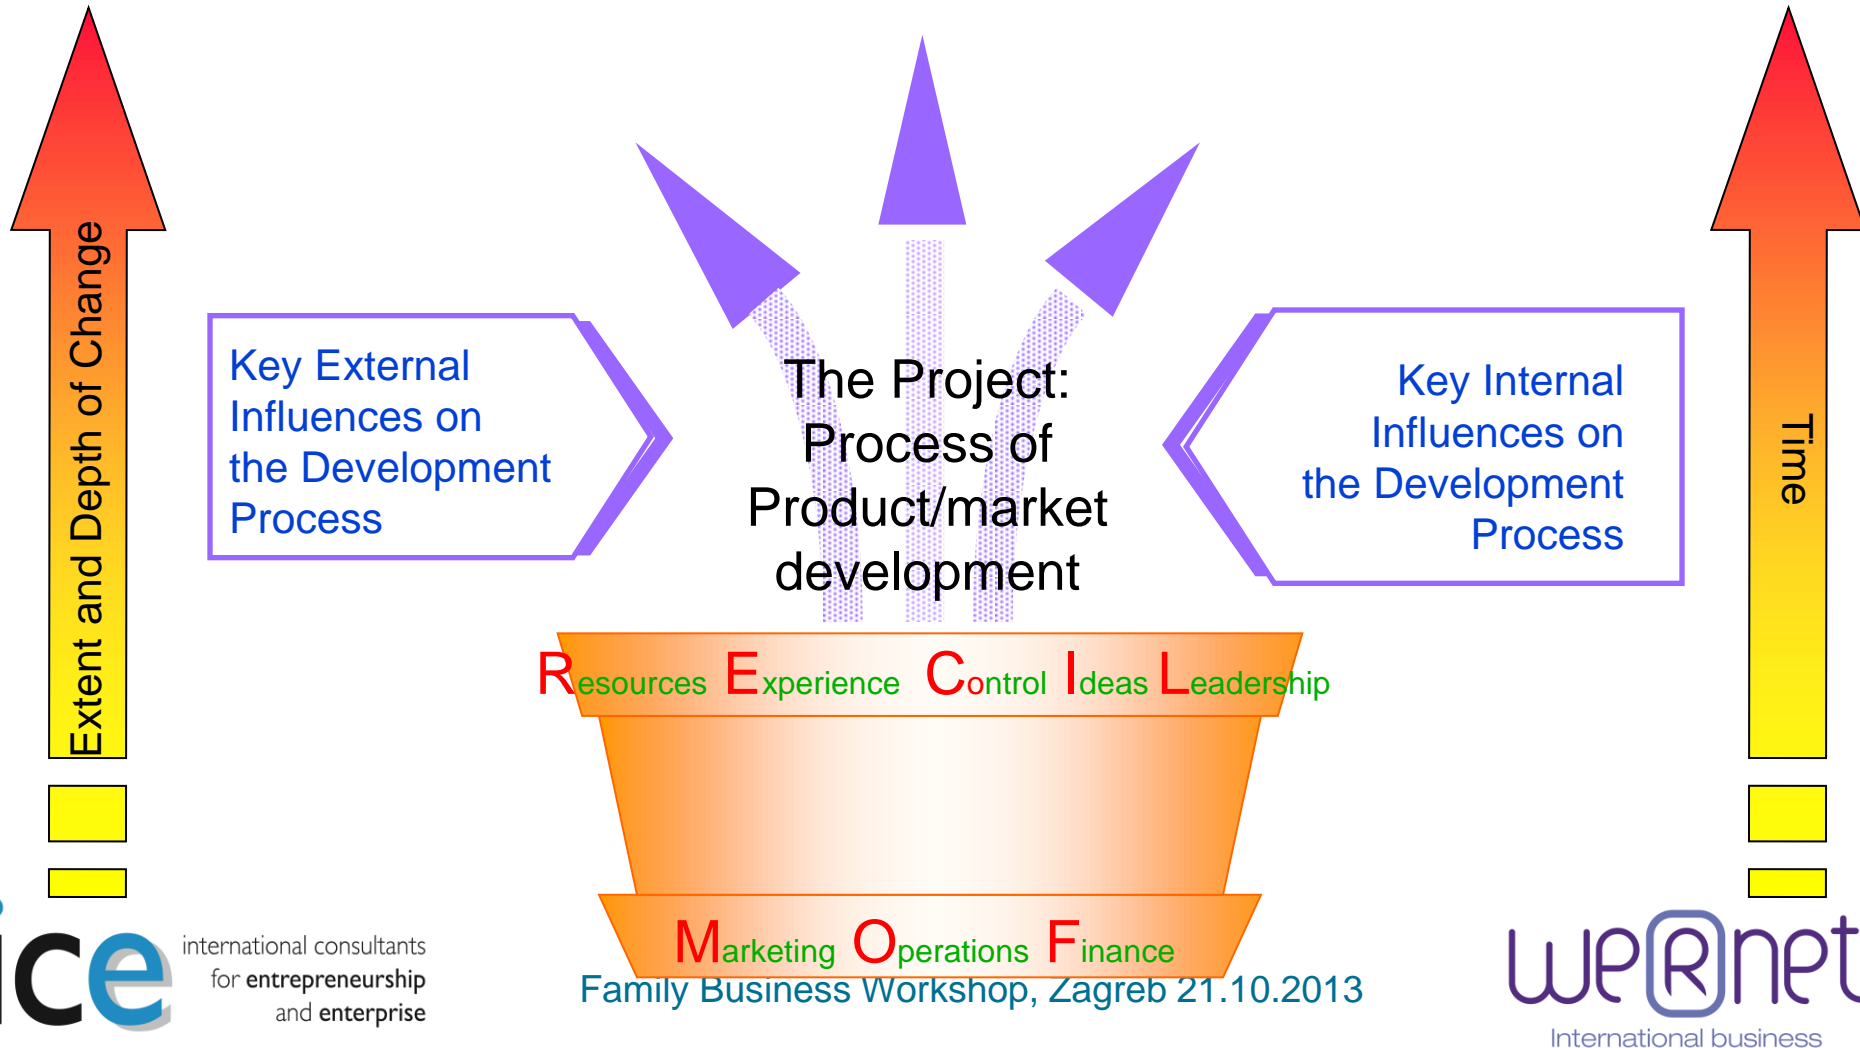 Extent and Depth of Change
Key External
Influences on
the Development
Process
The Project:
Process of
Product/market
development
Key Internal
Influences on
the Development
Process
Time
Resources Experience Control Ideas Leadership
Marketing Operations Finance
Family Business Workshop, Zagreb 21.10.2013
ice
international consultants
for entrepreneurship
and enterprise
weRnet
International business